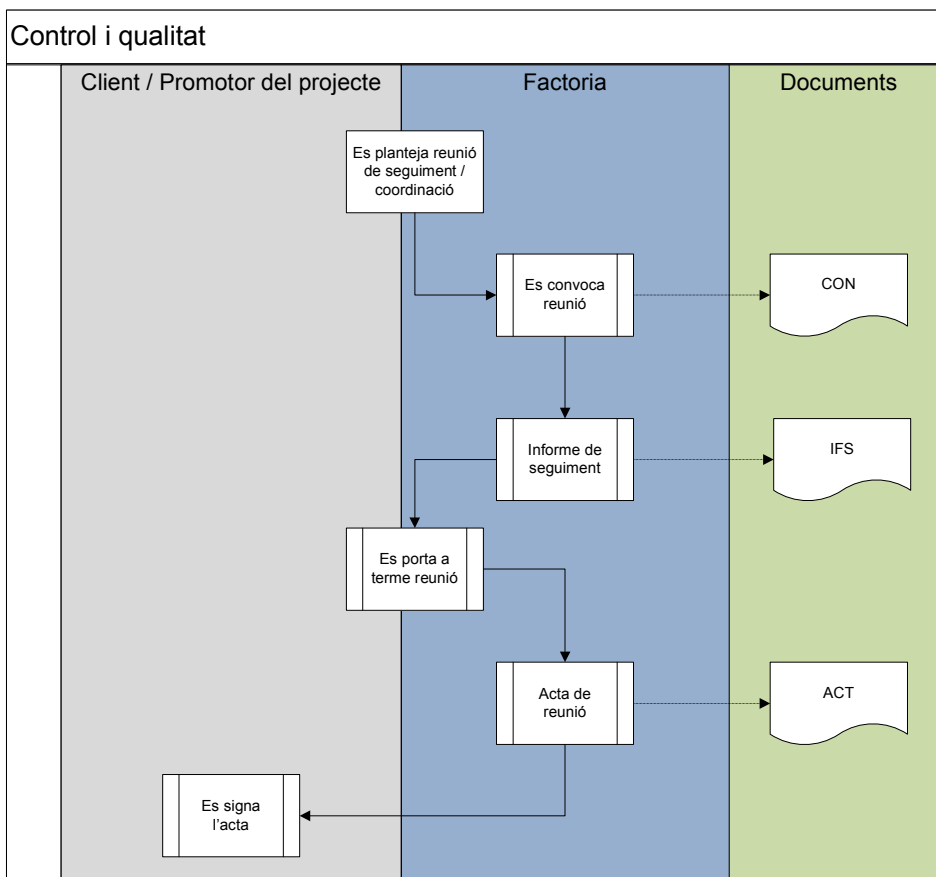 Control i qualitat
Client / Promotor del projecte
Factoria
Documents
Es planteja reunió
de seguiment /
coordinació
Es convoca
reunió
CON
Informe de
seguiment
IFS
Es porta a
terme reunió
Acta de
reunió
ACT
Es signa
l’acta